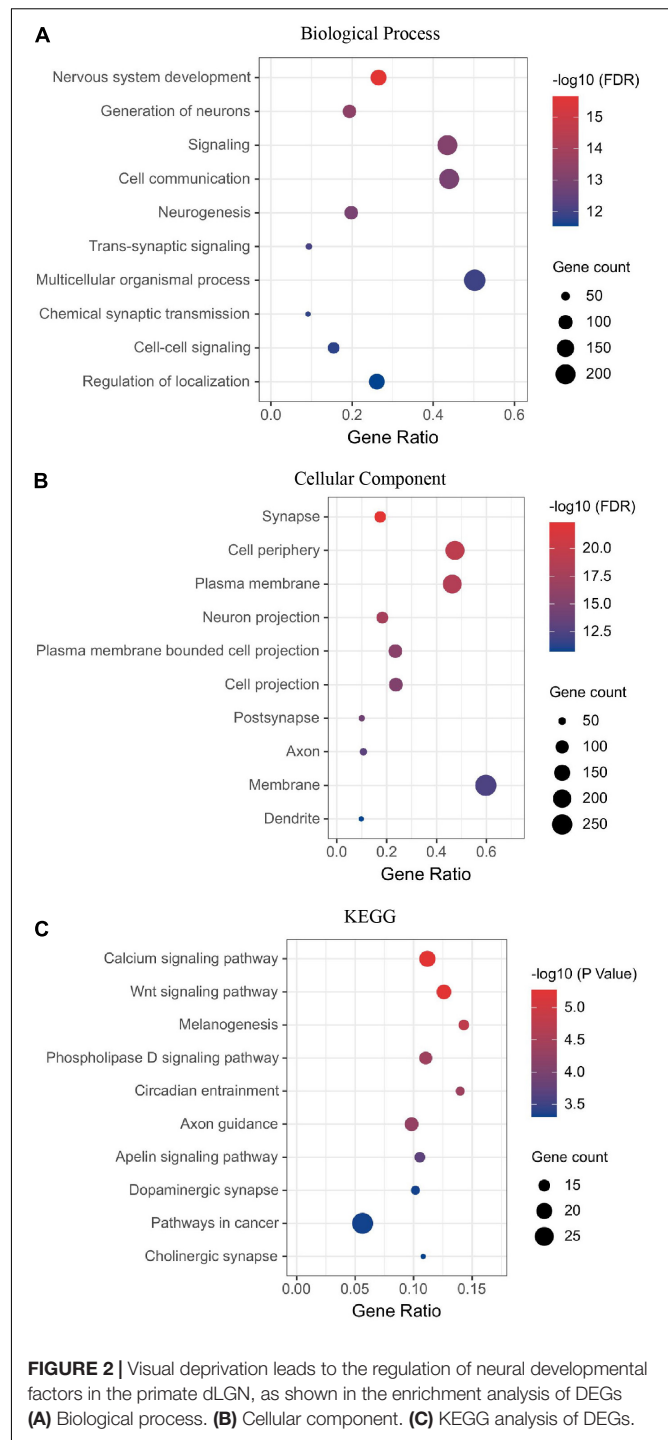 A
Biological Process
Nervous system development
Generation of neurons
Signaling
Cell communication
Neurogenesis
Trans-synaptic signaling
Multicellular organismal process
Chemical synaptic transmission
Cell-cell signaling
Regulation of localization
0.0 0.2 0.4 0.6
Gene Ratio
-log10 (FDR)
15
14
13
12
Gene count
50
100
150
200
B
Cellular Component
Synapse
Cell periphery
Plasma membrane
Neuron projection
Plasma membrane bounded cell projection
Cell projection
Postsynapse
Axon
Membrane
Dendrite
0.0 0.2 0.4 0.6
Gene Ratio
-log10 (FDR)
20.0
17.5
15.0
12.5
Gene count
50
100
150
200
250
C
KEGG
Calcium signaling pathway
Wnt signaling pathway
Melanogenesis
Phospholipase D signaling pathway
Circadian entrainment
Axon guidance
Apelin signaling pathway
Dopaminergic synapse
Pathways in cancer
Cholinergic synapse
0.00 0.05 0.10 0.15
Gene Ratio
-log10 (P Value)
5.0
4.5
4.0
3.5
Gene count
15
20
25
FIGURE 2 | Visual deprivation leads to the regulation of neural developmental
factors in the primate dLGN, as shown in the enrichment analysis of DEGs
(A) Biological process. (B) Cellular component. (C) KEGG analysis of DEGs.